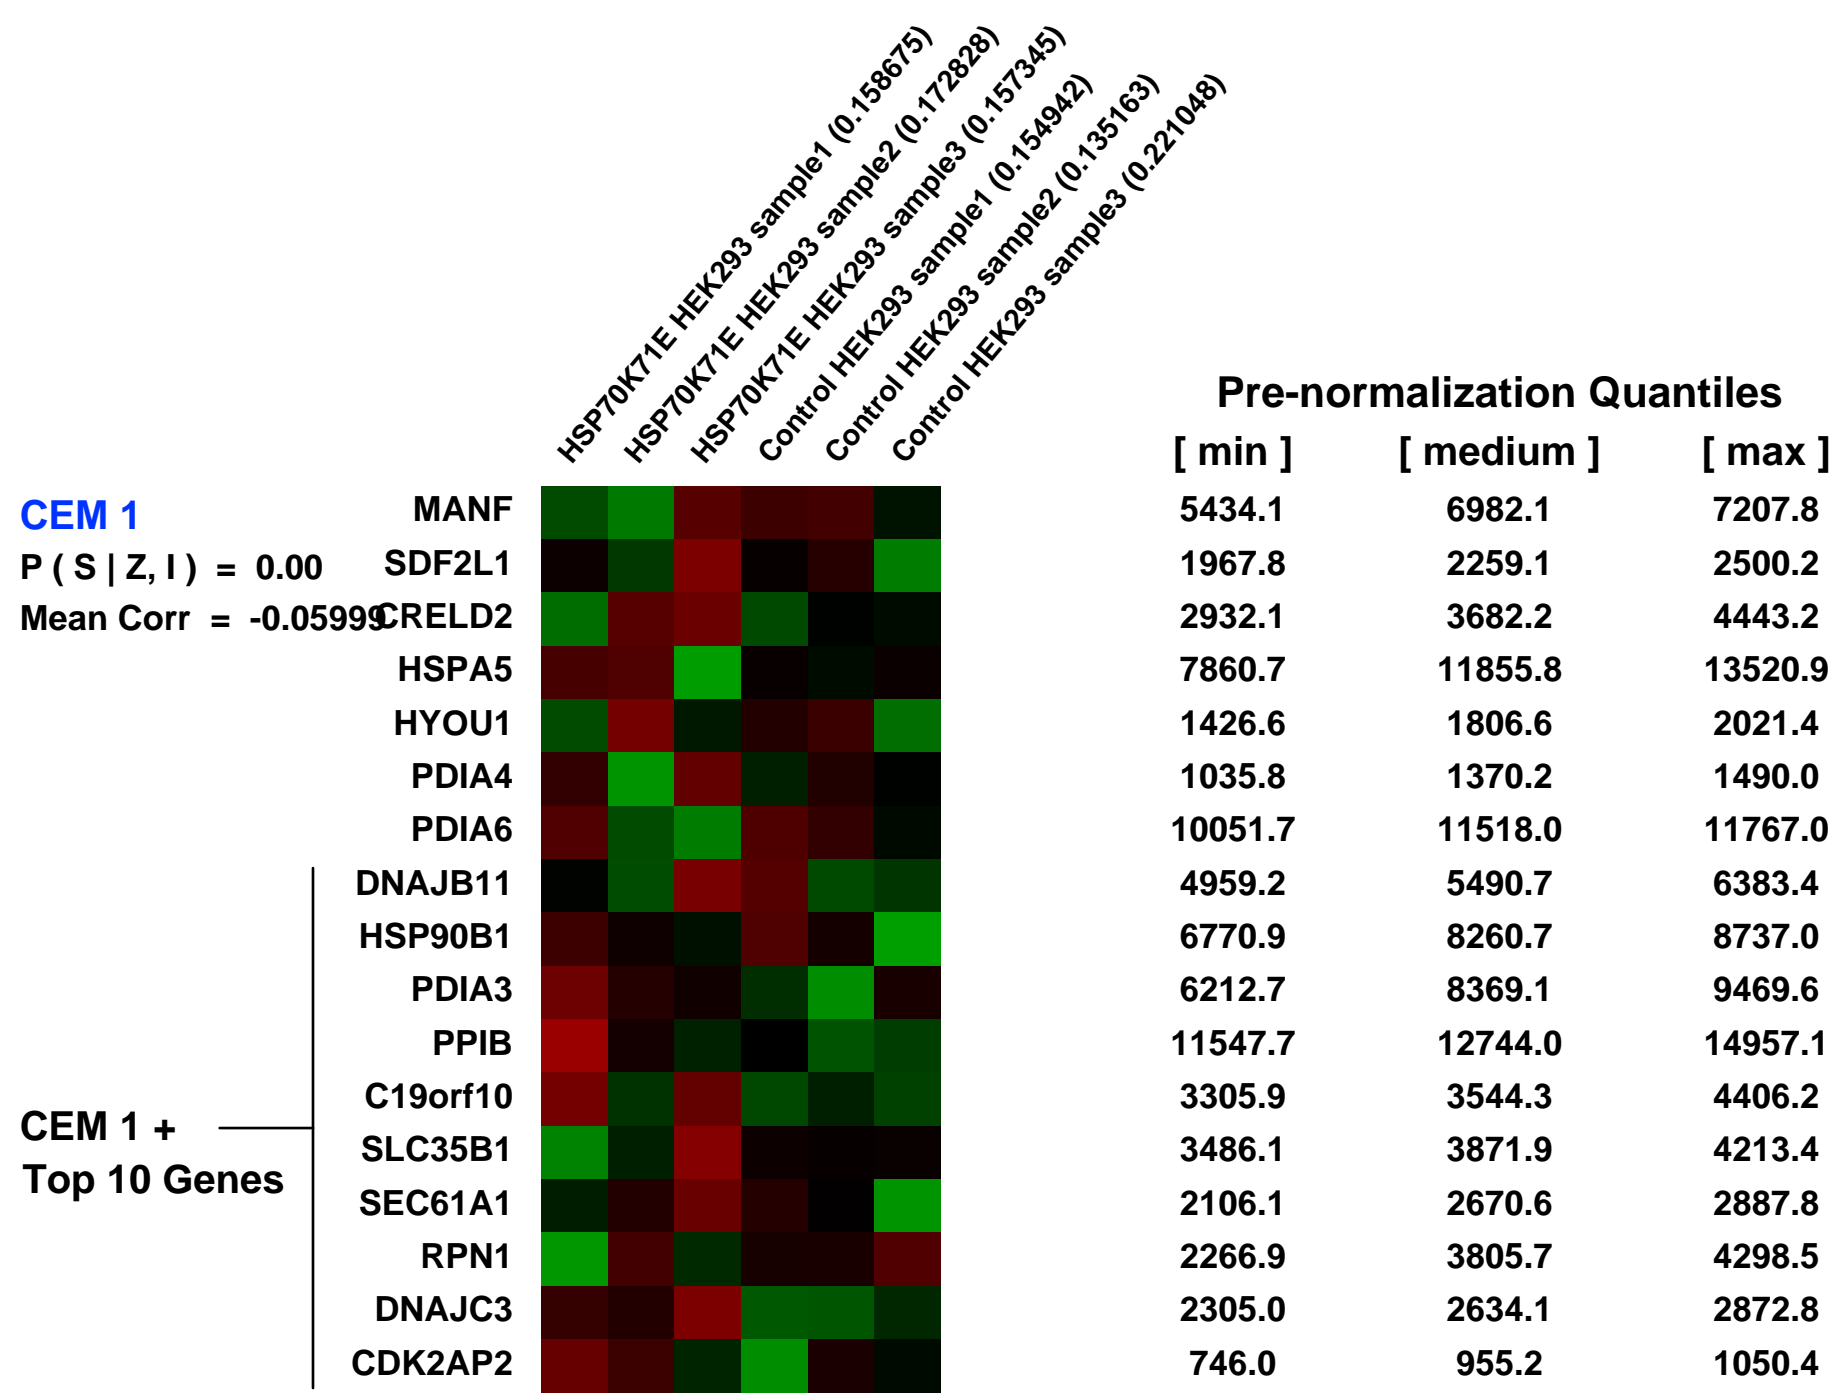 HSP70K71E HEK293 sample1 (0.158675)
HSP70K71E HEK293 sample2 (0.172828)
HSP70K71E HEK293 sample3 (0.157345)
Control HEK293 sample1 (0.154942)
Control HEK293 sample2 (0.135163)
Control HEK293 sample3 (0.221048)
Pre-normalization Quantiles
[ min ] [ medium ] [ max ]
CEM 1
P ( S | Z, I ) = 0.00
Mean Corr = -0.05999
MANF 5434.1 6982.1 7207.8
SDF2L1 1967.8 2259.1 2500.2
CRELD2 2932.1 3682.2 4443.2
HSPA5 7860.7 11855.8 13520.9
HYOU1 1426.6 1806.6 2021.4
PDIA4 1035.8 1370.2 1490.0
PDIA6 10051.7 11518.0 11767.0
DNAJB11 4959.2 5490.7 6383.4
HSP90B1 6770.9 8260.7 8737.0
PDIA3 6212.7 8369.1 9469.6
PPIB 11547.7 12744.0 14957.1
C19orf10 3305.9 3544.3 4406.2
SLC35B1 3486.1 3871.9 4213.4
SEC61A1 2106.1 2670.6 2887.8
RPN1 2266.9 3805.7 4298.5
DNAJC3 2305.0 2634.1 2872.8
CDK2AP2 746.0 955.2 1050.4
CEM 1 +
Top 10 Genes